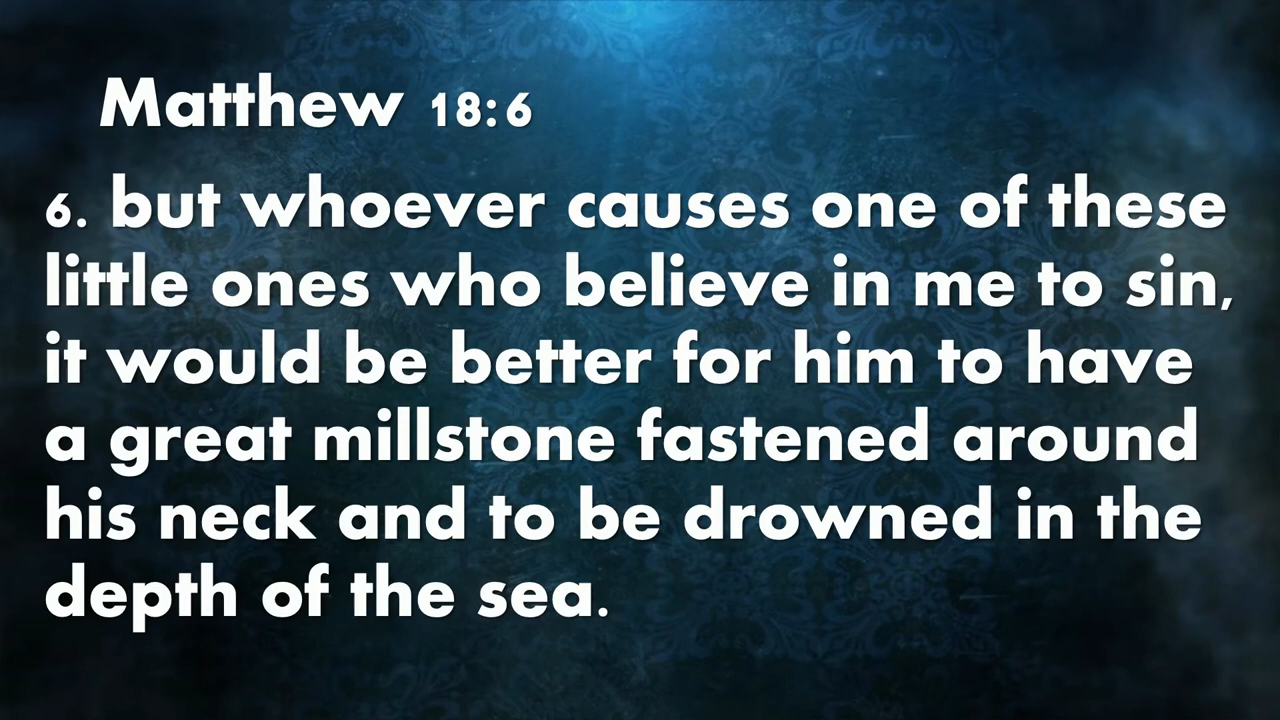 Matthew 18:6
6. but whoever causes one of these
little ones who believe in me to sin,
it would be better for him to have
a great millstone fastened around
his neck and to be drowned in the
depth of the sea.